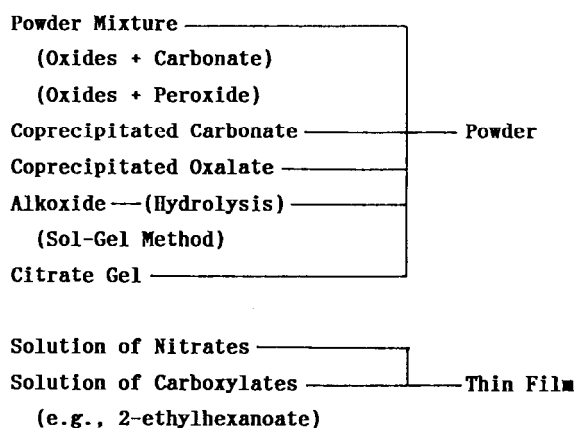 Powder Mixture
(Oxides + Carbonate)
(Oxides + Peroxide)
Coprecipitated Carbonate Powder
Coprecipitated Oxalate
Alkoxide (Hydrolysis)
(Sol-Gel Method)
Citrate Gel
Solution of Nitrates
Solution of Carboxylates Thin Film
(e.g., 2-ethylhexanoate)